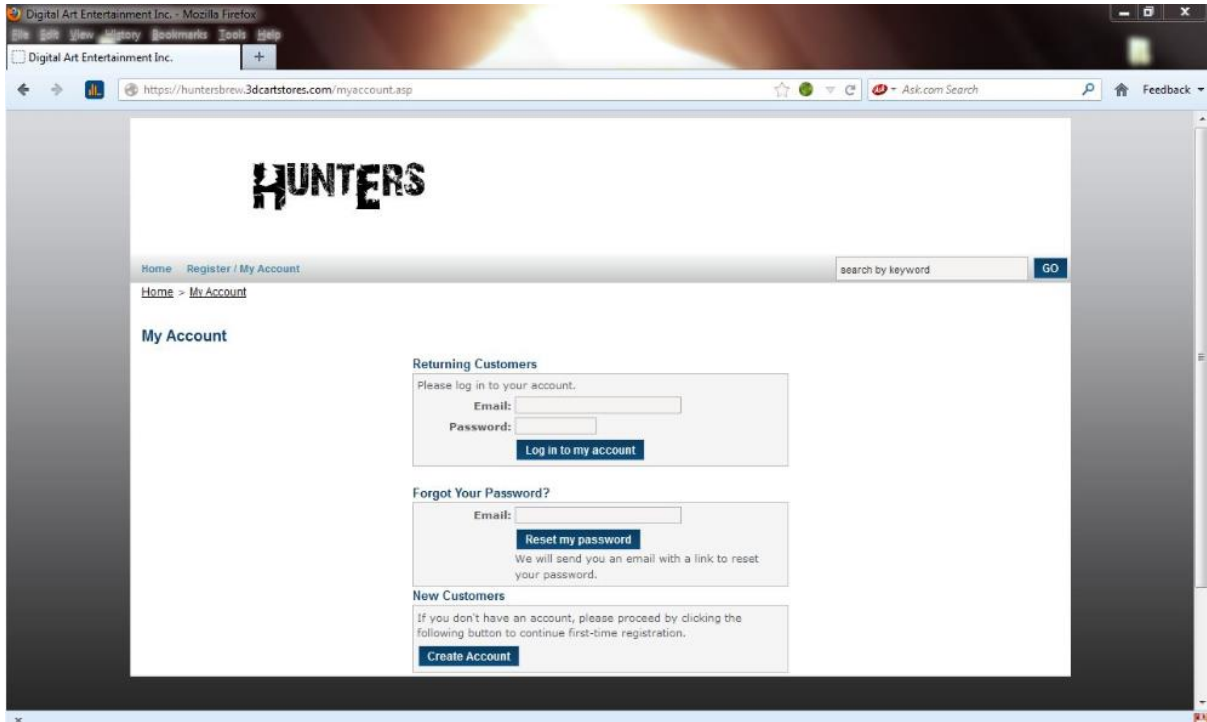 Digital Art Entertainment Inc. - Mozilla Firefox
File Edit View History Bookmarks Tools Help
Digital Art Entertainment Inc. +
https://huntersbrew.3dcartstores.com/myaccount.asp Ask.com Search Feedback
HUNTERS
Home Register / My Account search by keyword GO
Home > My Account
My Account
Returning Customers
Please log in to your account.
Email:
Password:
Log in to my account
Forgot Your Password?
Email:
Reset my password
We will send you an email with a link to reset
your password.
New Customers
If you don't have an account, please proceed by clicking the
following button to continue first-time registration.
Create Account
x